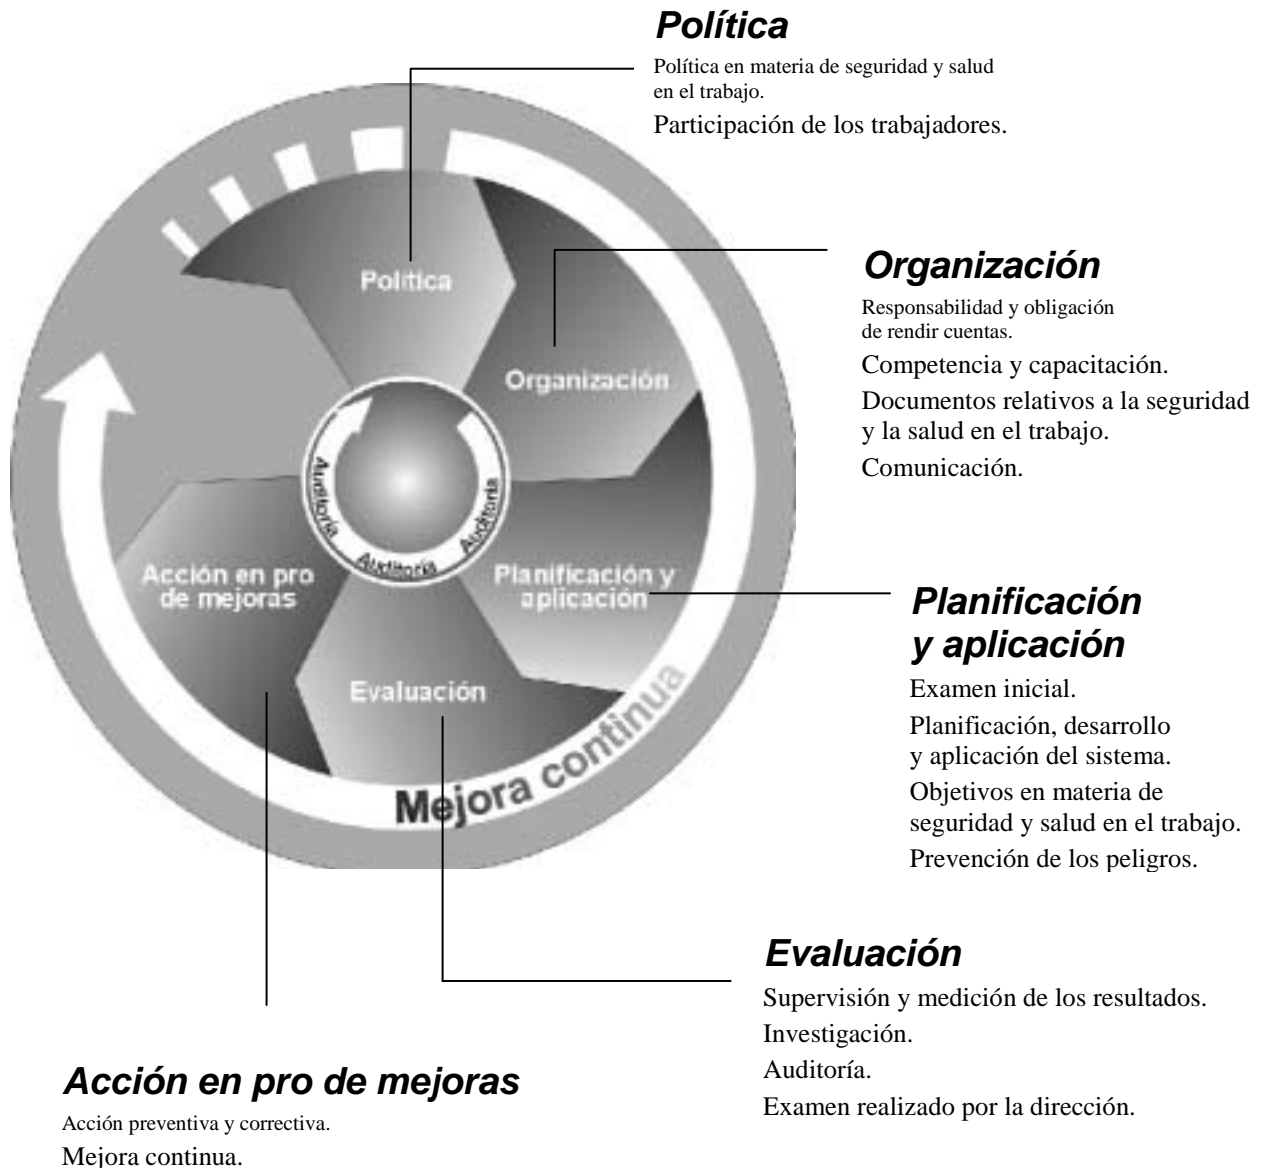 Política
Política en materia de seguridad y salud
en el trabajo.
Participación de los trabajadores.
Organización
Responsabilidad y obligación
de rendir cuentas.
Competencia y capacitación.
Documentos relativos a la seguridad
y la salud en el trabajo.
Comunicación.
Planificación
y aplicación
Examen inicial.
Planificación, desarrollo
y aplicación del sistema.
Objetivos en materia de
seguridad y salud en el trabajo.
Prevención de los peligros.
Evaluación
Supervisión y medición de los resultados.
Investigación.
Auditoría.
Examen realizado por la dirección.
Acción en pro de mejoras
Acción preventiva y correctiva.
Mejora continua.
Política
Organización
Planificación y
aplicación
Evaluación
Acción en pro
de mejoras
Auditoría
Auditoría
Auditoría
Mejora continua